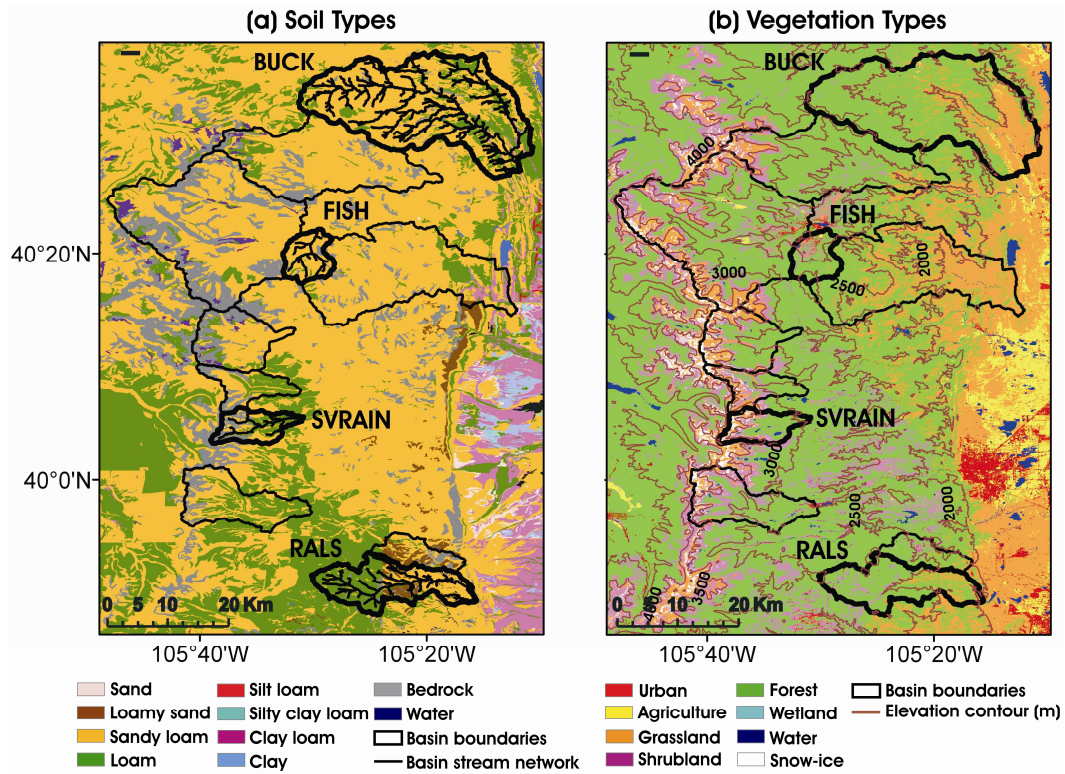 (a) Soil Types
(b) Vegetation Types
BUCK
FISH
SVRAIN
RALS
40°20'N
40°0'N
0 5 10 20 Km
105°40'W 105°20'W
BUCK
4000
FISH
3000
2500
2000
SVRAIN
3000
2500
2000
RALS
3500
4000
0 5 10 20 Km
105°40'W 105°20'W
Sand
Loamy sand
Sandy loam
Loam
Silt loam
Silty clay loam
Clay loam
Clay
Bedrock
Water
Basin boundaries
Basin stream network
Urban
Agriculture
Grassland
Shrubland
Forest
Wetland
Water
Snow-ice
Basin boundaries
Elevation contour (m)